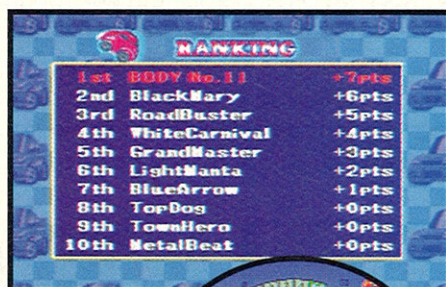 RANKING
1st BODY No.11 +7pts
2nd BlackMary +6pts
3rd RoadBuster +5pts
4th WhiteCarnival +4pts
5th GrandMaster +3pts
6th LightManta +2pts
7th BlueArrow +1pts
8th TopDog +0pts
9th TownHero +0pts
10th MetalBeat +0pts